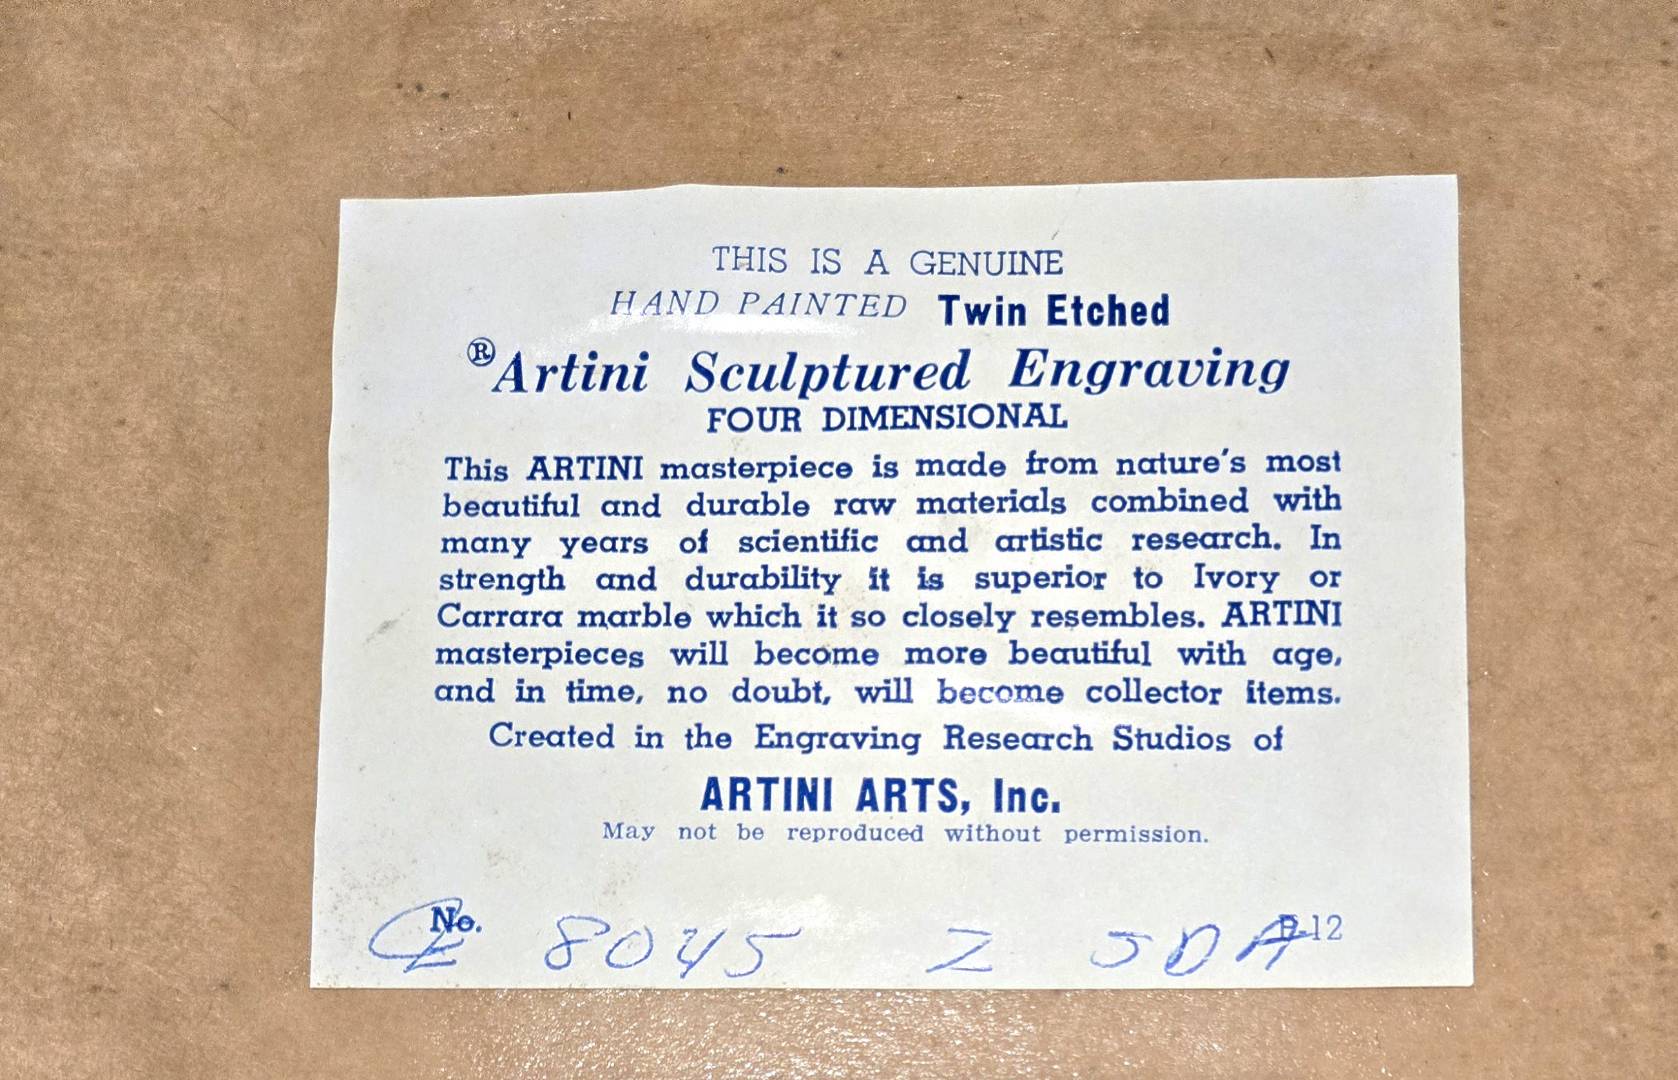 THIS IS A GENUINE
HAND PAINTED Twin Etched
®Artini Sculptured Engraving
FOUR DIMENSIONAL
This ARTINI masterpiece is made from nature's most
beautiful and durable raw materials combined with
many years of scientific and artistic research. In
strength and durability it is superior to Ivory or
Carrara marble which it so closely resembles. ARTINI
masterpieces will become more beautiful with age,
and in time, no doubt, will become collector items.
Created in the Engraving Research Studios of
ARTINI ARTS, Inc.
May not be reproduced without permission.
No. 8045 Z 12